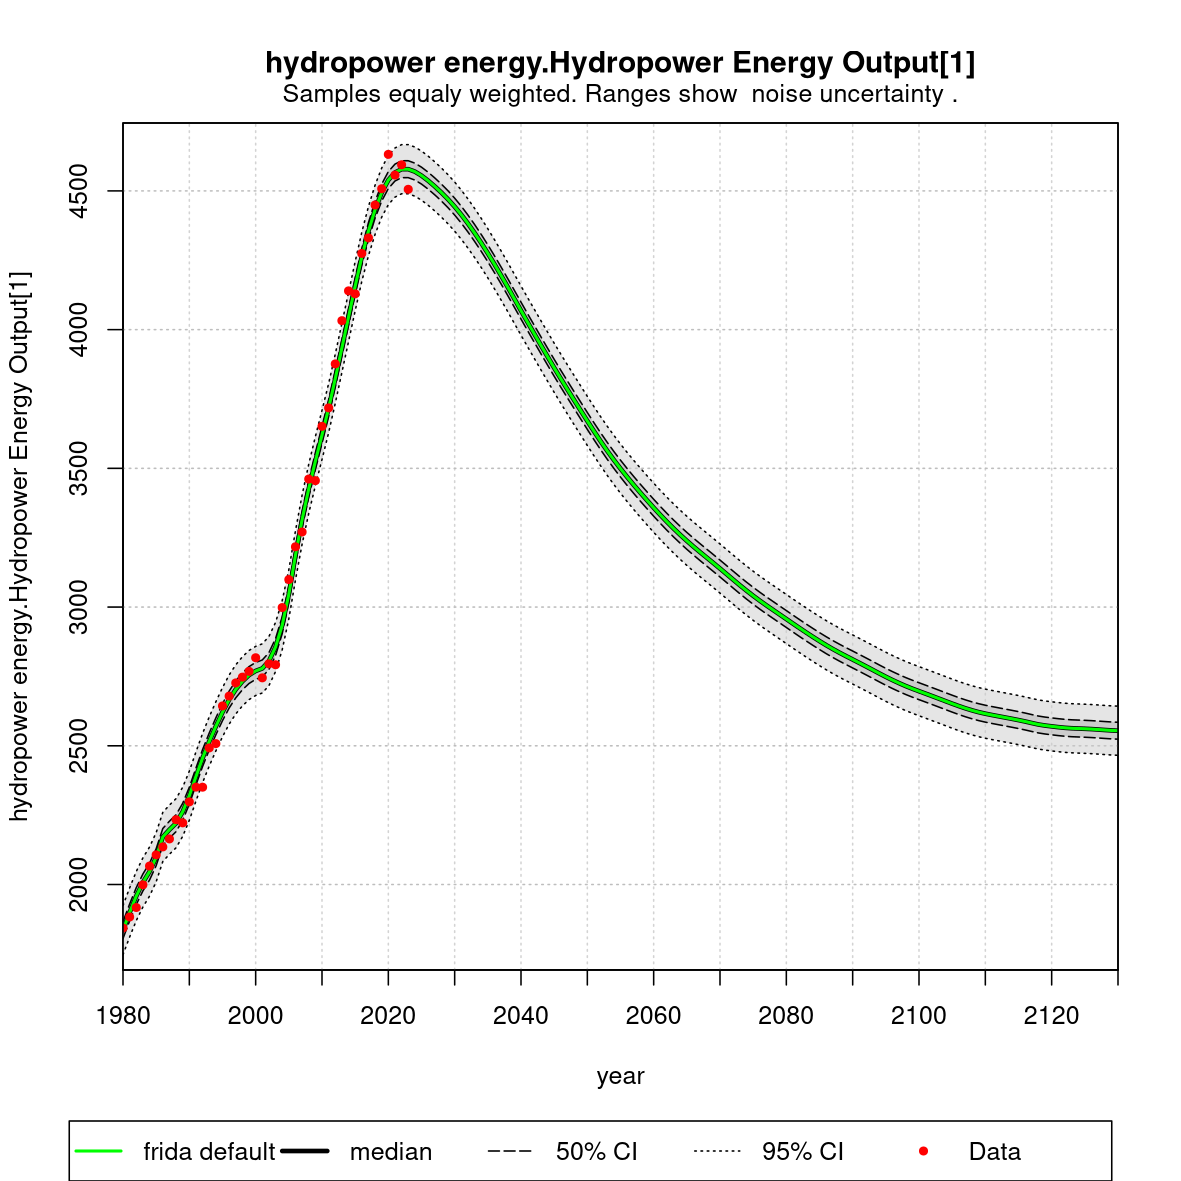 hydropower energy.Hydropower Energy Output[1]
Samples equaly weighted. Ranges show  noise uncertainty .
hydropower energy.Hydropower Energy Output[1]
4500
4000
3500
3000
2500
2000
1980 2000 2020 2040 2060 2080 2100 2120
year
frida default median 50% CI 95% CI Data